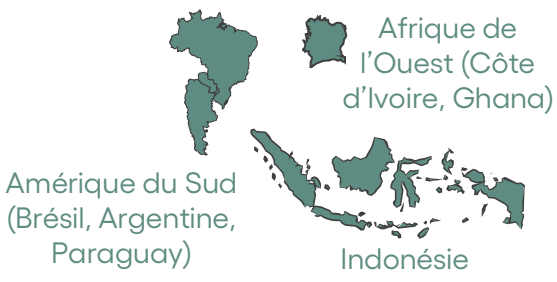 Afrique de
l’Ouest (Côte
d’Ivoire, Ghana)
Amérique du Sud
(Brésil, Argentine,
Paraguay)
Indonésie